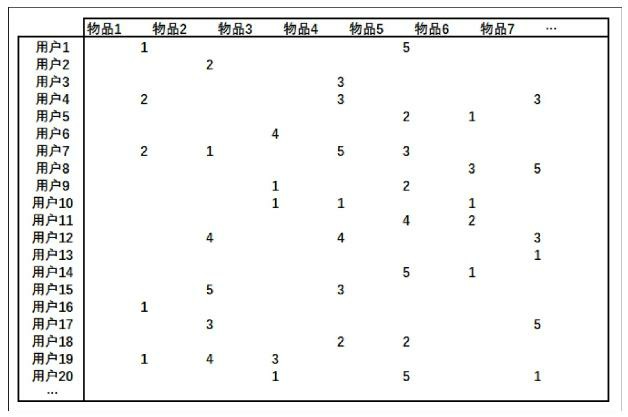 物品1 物品2 物品3 物品4 物品5 物品6 物品7 …
用户1 1 5
用户2 2
用户3 3
用户4 2 3 3
用户5 2 1
用户6 4
用户7 2 1 5 3
用户8 3 5
用户9 1 2
用户10 1 1 1
用户11 4 2
用户12 4 4 3
用户13 1
用户14 5 1
用户15 5 3
用户16 1
用户17 3 5
用户18 2 2
用户19 1 4 3
用户20 1 5 1
…